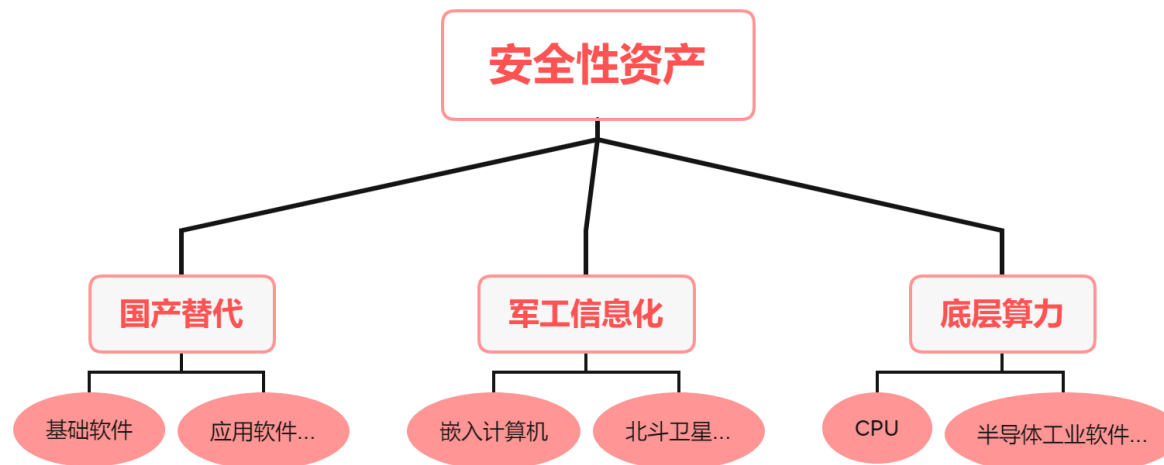 安全性资产
国产替代
军工信息化
底层算力
基础软件
应用软件...
嵌入计算机
北斗卫星...
CPU
半导体工业软件...